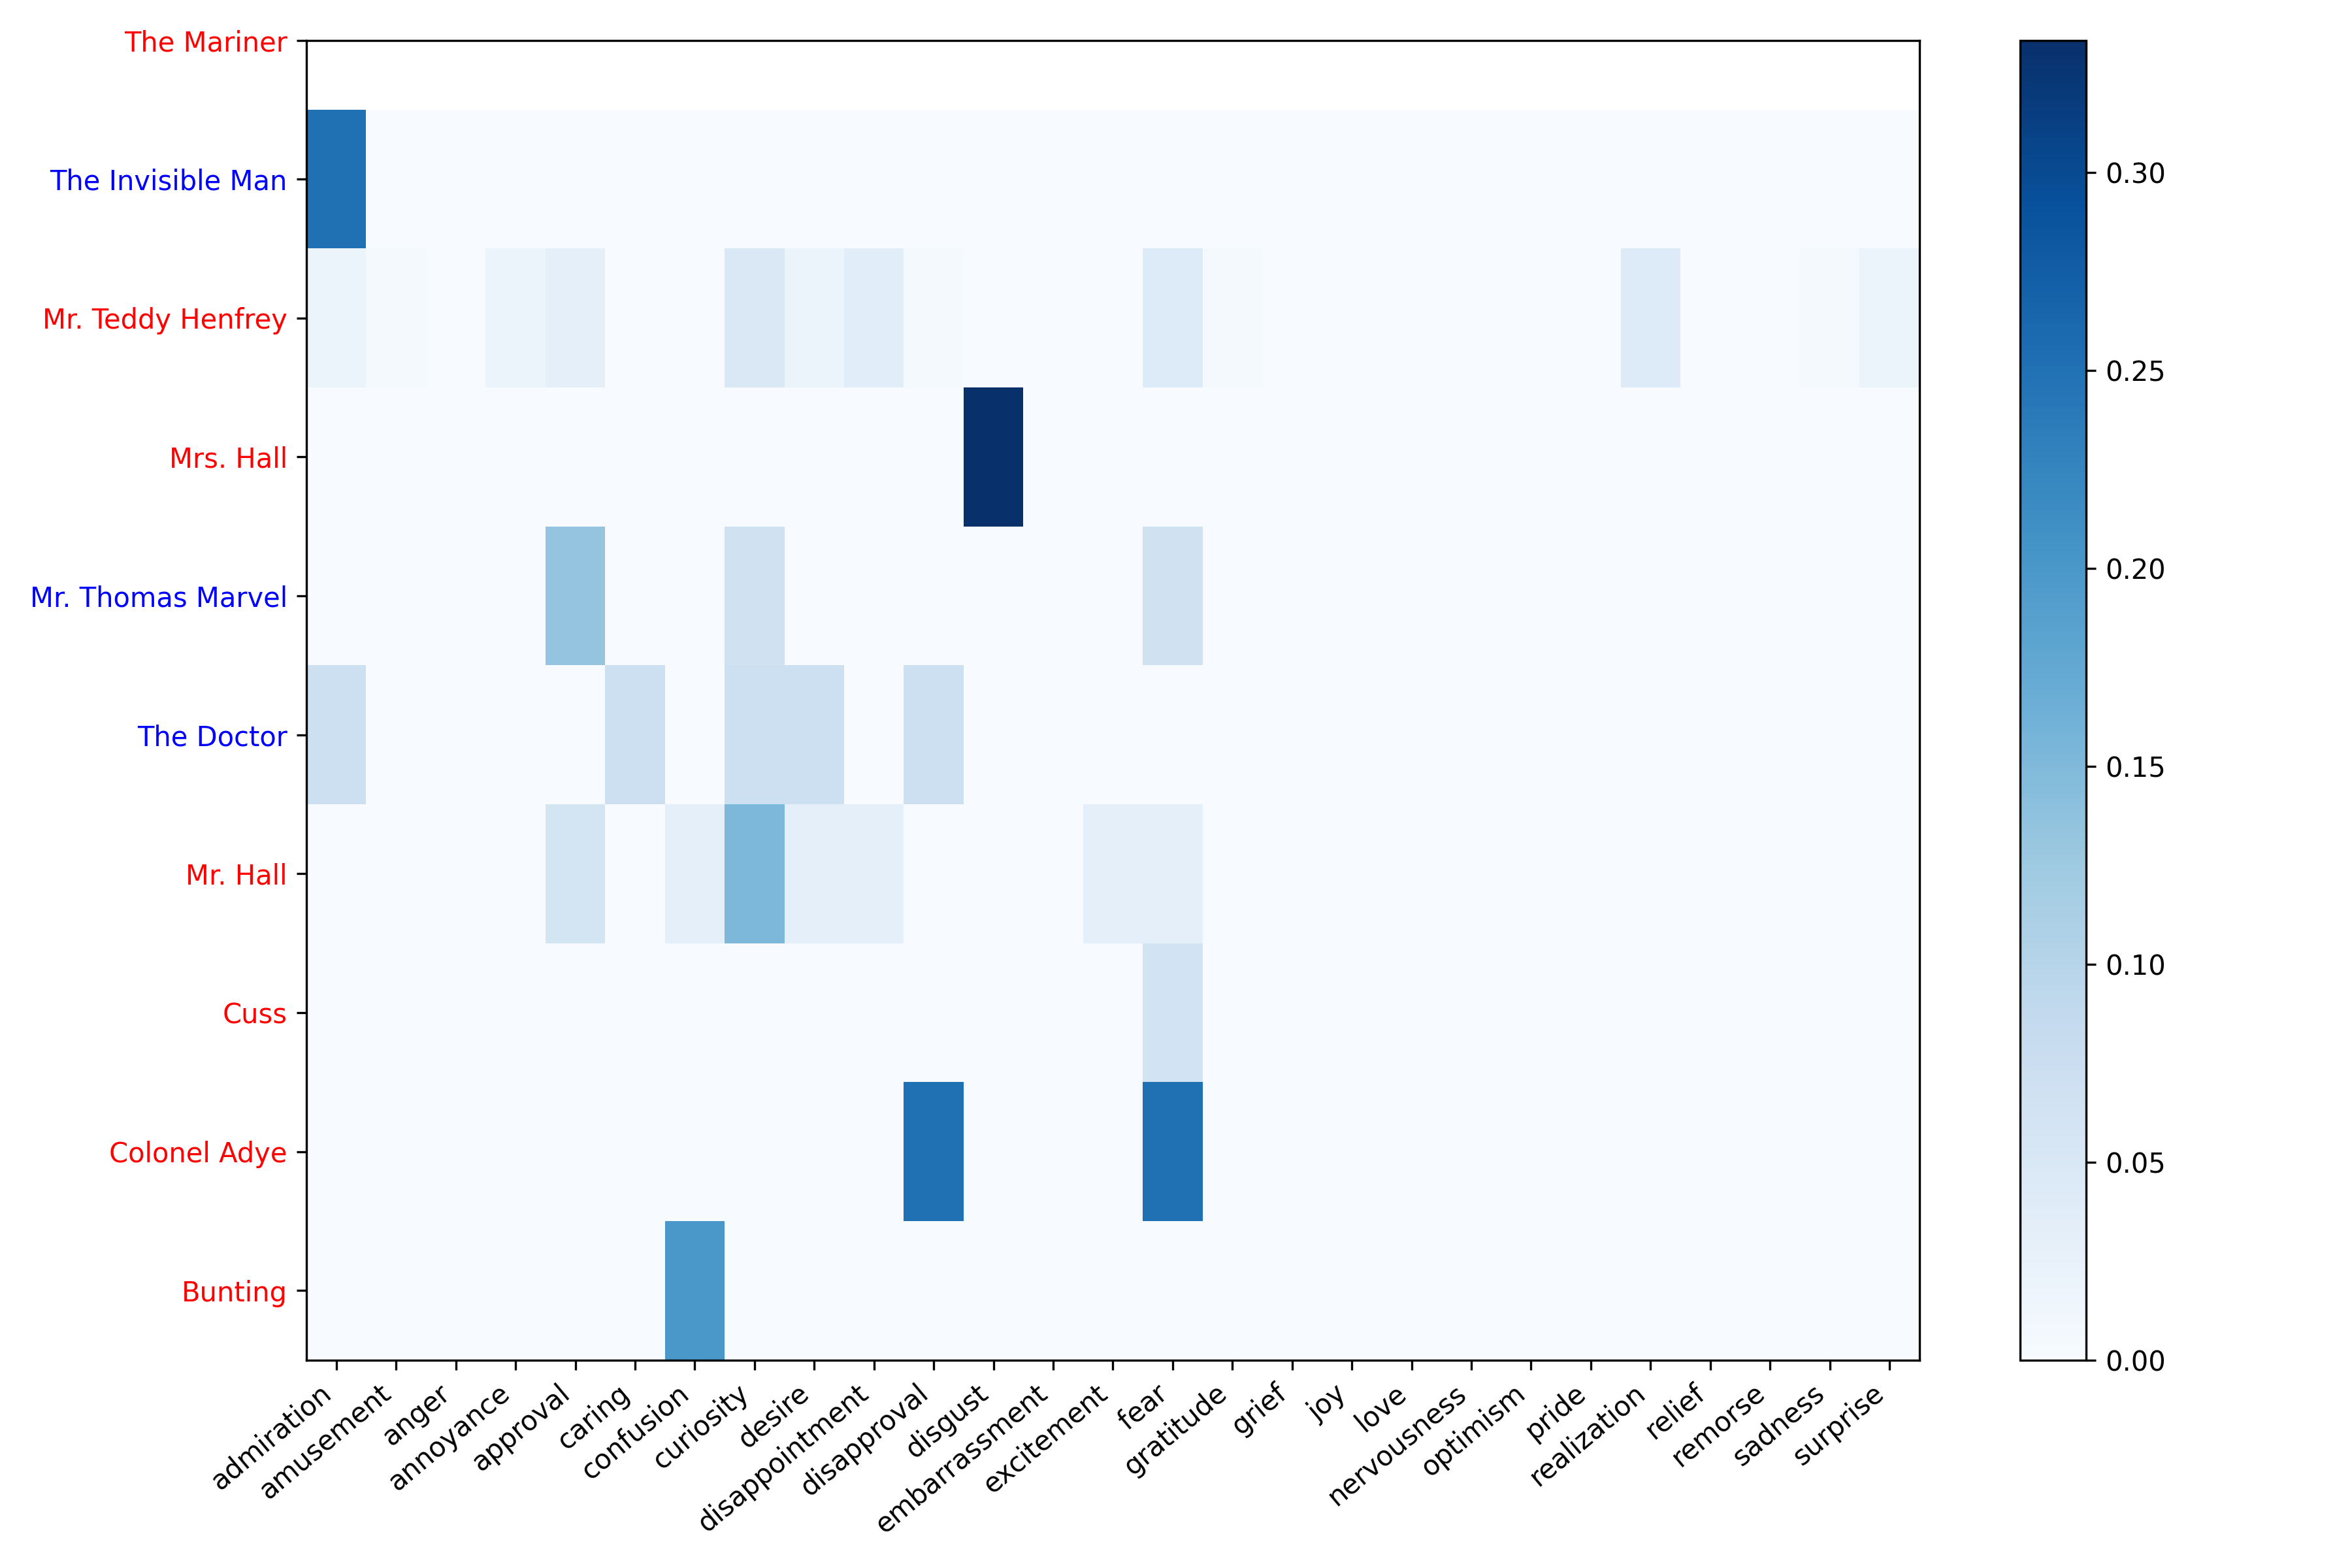 The Mariner
The Invisible Man
Mr. Teddy Henfrey
Mrs. Hall
Mr. Thomas Marvel
The Doctor
Mr. Hall
Cuss
Colonel Adye
Bunting
admiration
amusement
anger
annoyance
approval
caring
confusion
curiosity
desire
disappointment
disapproval
disgust
embarrassment
excitement
fear
gratitude
grief
joy
love
nervousness
optimism
pride
realization
relief
remorse
sadness
surprise
0.30
0.25
0.20
0.15
0.10
0.05
0.00